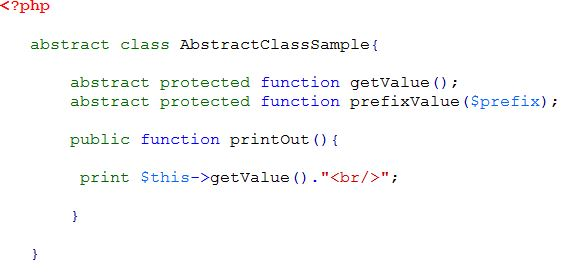 <?php
abstract class AbstractClassSample{
abstract protected function getValue();
abstract protected function prefixValue($prefix);
public function printOut(){
print $this->getValue()."<br/>";
}
}